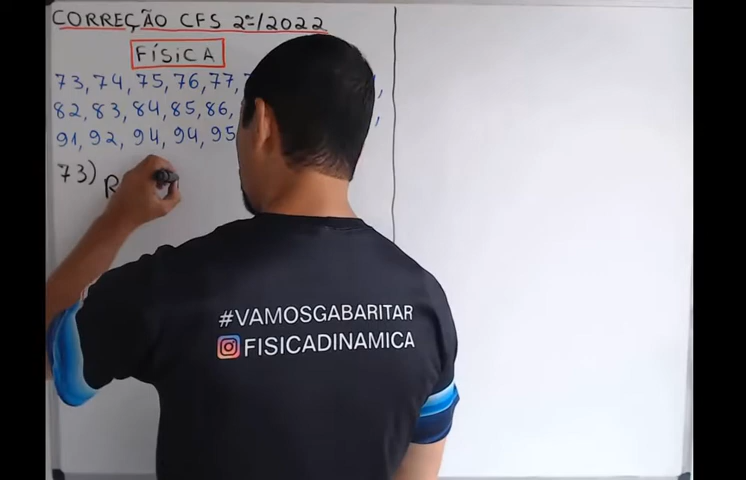 CORREÇÃO CFS 2º/2022
FÍSICA
73, 74, 75, 76, 77,
82, 83, 84, 85, 86,
91, 92, 94, 94, 95
73) R
#VAMOSGABARITAR
FISICADINAMICA